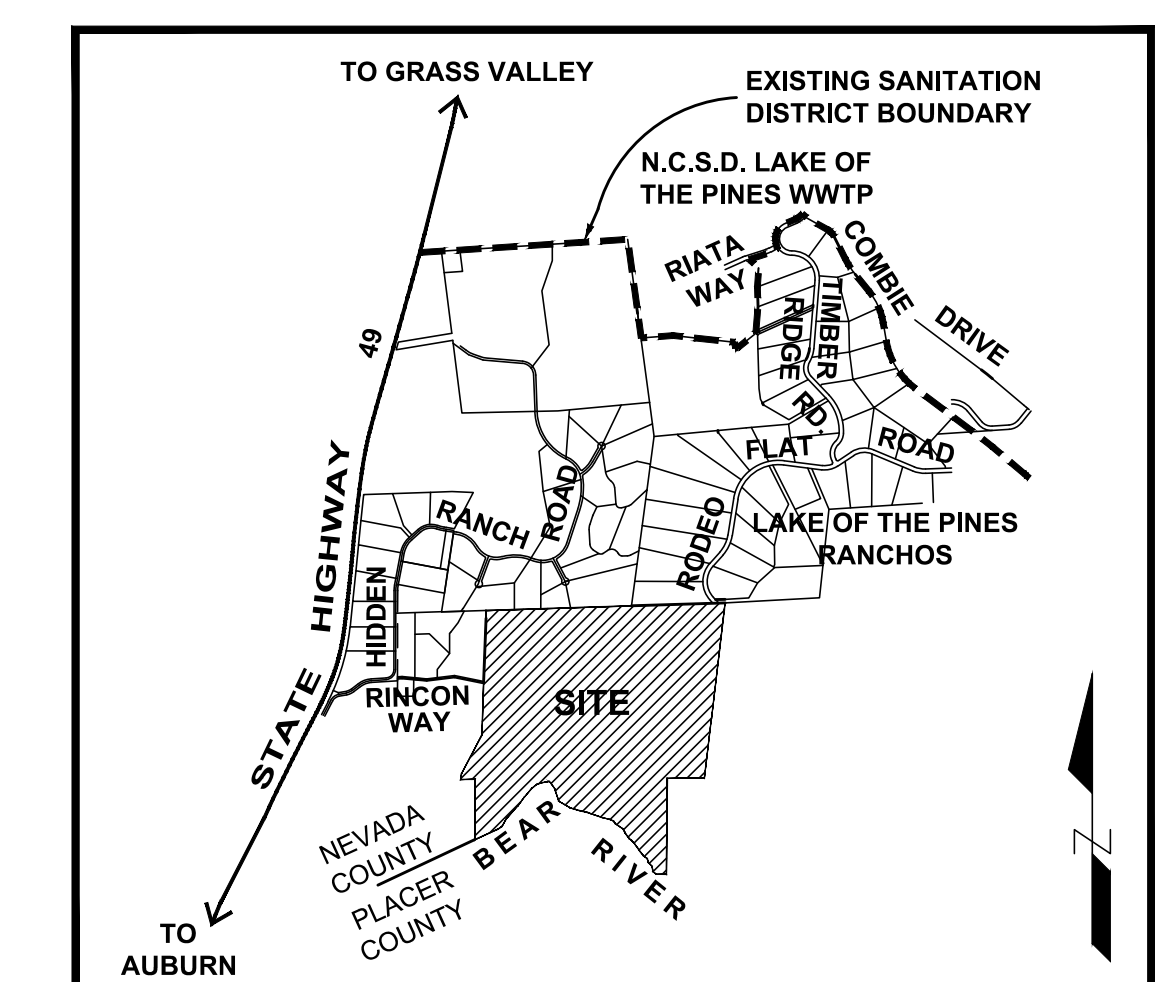 TO GRASS VALLEY
EXISTING SANITATION
DISTRICT BOUNDARY
N.C.S.D. LAKE OF
THE PINES WWTP
RIATA
WAY
COMBIE
DRIVE
TIMBER
RIDGE
RD.
49
FLAT
ROAD
RODEO
LAKE OF THE PINES
RANCHOS
RANCH
ROAD
HIDDEN
STATE HIGHWAY
RINCON
WAY
SITE
NEVADA
COUNTY
PLACER
COUNTY
BEAR
RIVER
TO
AUBURN
Z